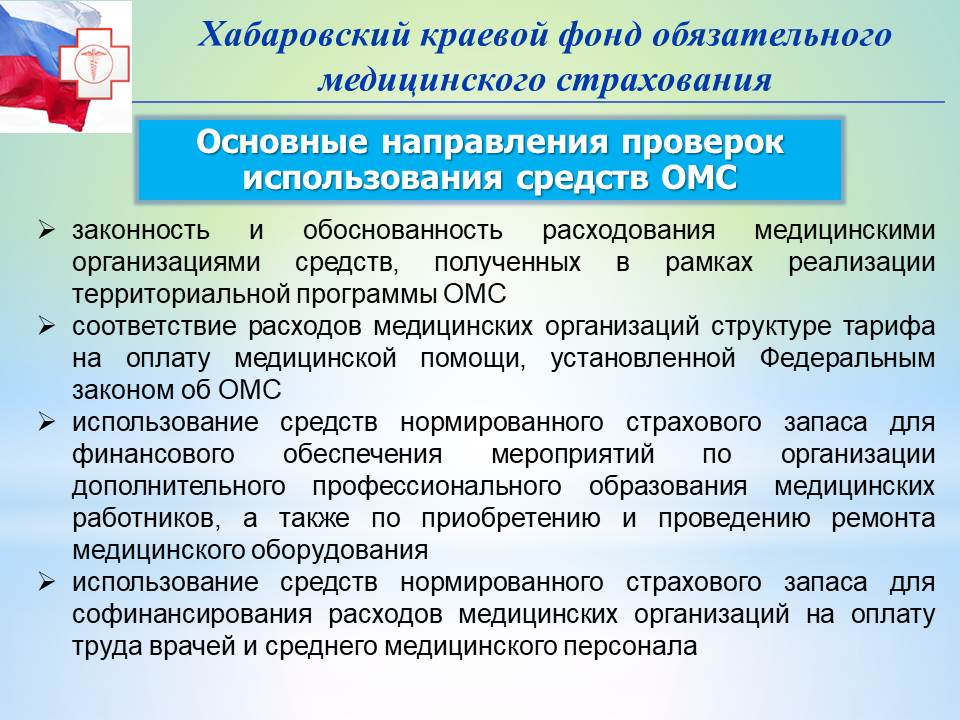 Хабаровский краевой фонд обязательного
медицинского страхования
Основные направления проверок
использования средств ОМС
законность и обоснованность расходования медицинскими
организациями средств, полученных в рамках реализации
территориальной программы ОМС
соответствие расходов медицинских организаций структуре тарифа
на оплату медицинской помощи, установленной Федеральным
законом об ОМС
использование средств нормированного страхового запаса для
финансового обеспечения мероприятий по организации
дополнительного профессионального образования медицинских
работников, а также по приобретению и проведению ремонта
медицинского оборудования
использование средств нормированного страхового запаса для
софинансирования расходов медицинских организаций на оплату
труда врачей и среднего медицинского персонала